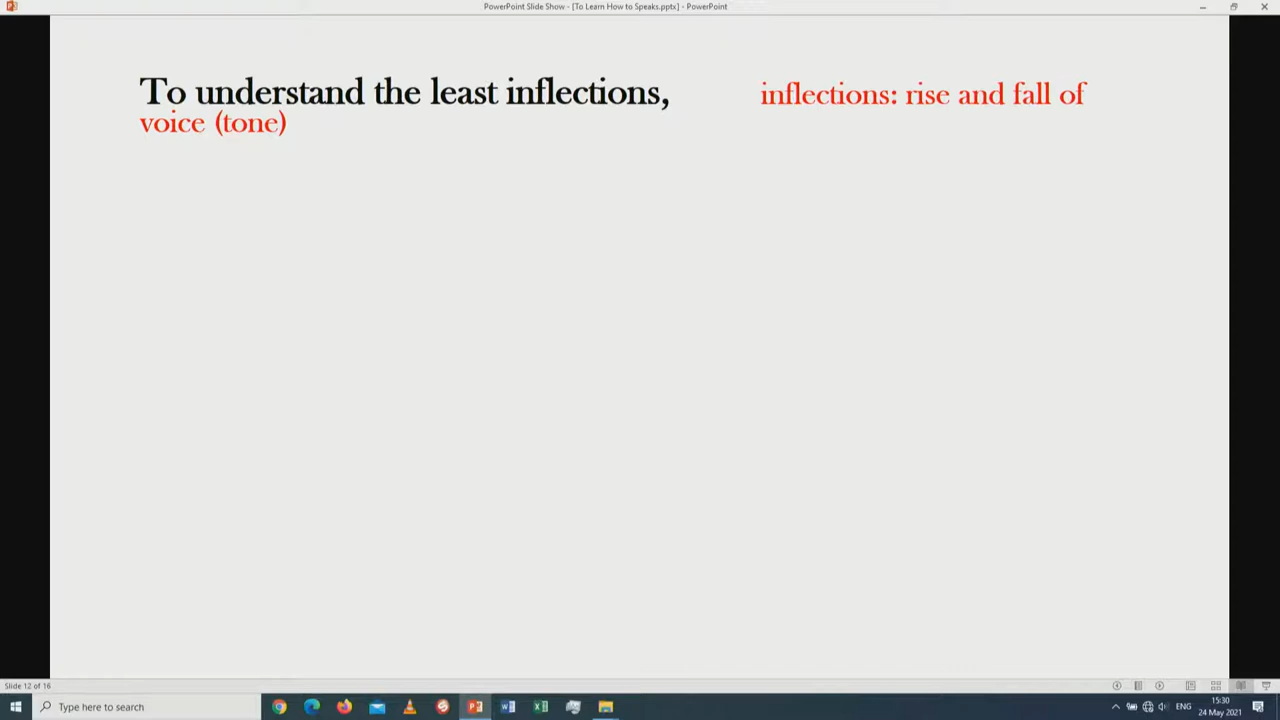 PowerPoint Slide Show - [To Learn How to Speaks.pptx] - PowerPoint
To understand the least inflections, inflections: rise and fall of
voice (tone)
Slide 12 of 16
Type here to search
ENG
15:30
24 May 2021